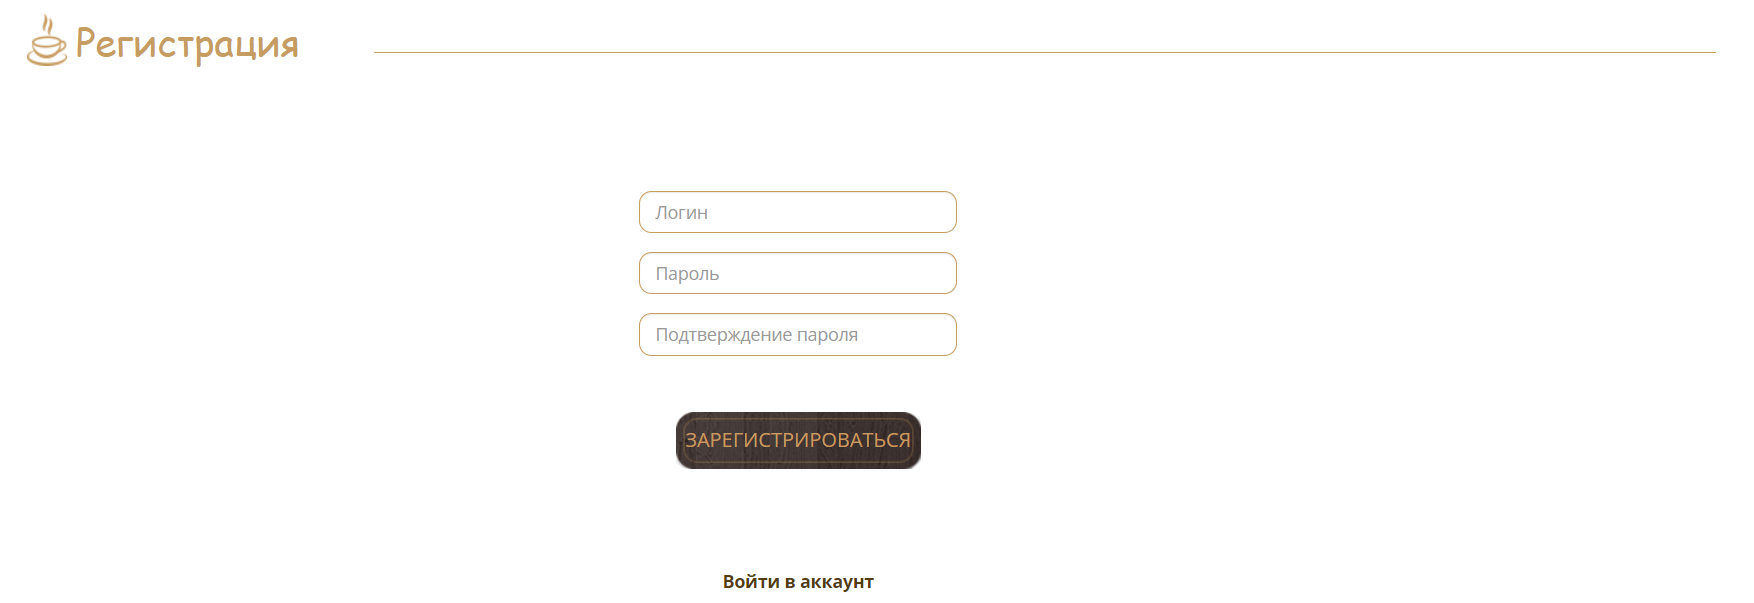 Регистрация
Логин
Пароль
Подтверждение пароля
ЗАРЕГИСТРИРОВАТЬСЯ
Войти в аккаунт